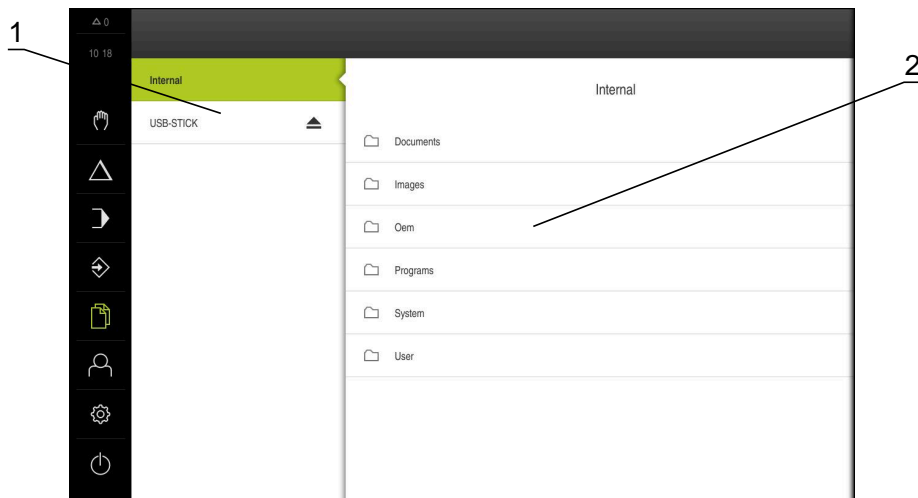 1
△ 0
10 18
2
Internal
USB-STICK
Internal
Documents
Images
Oem
Programs
System
User